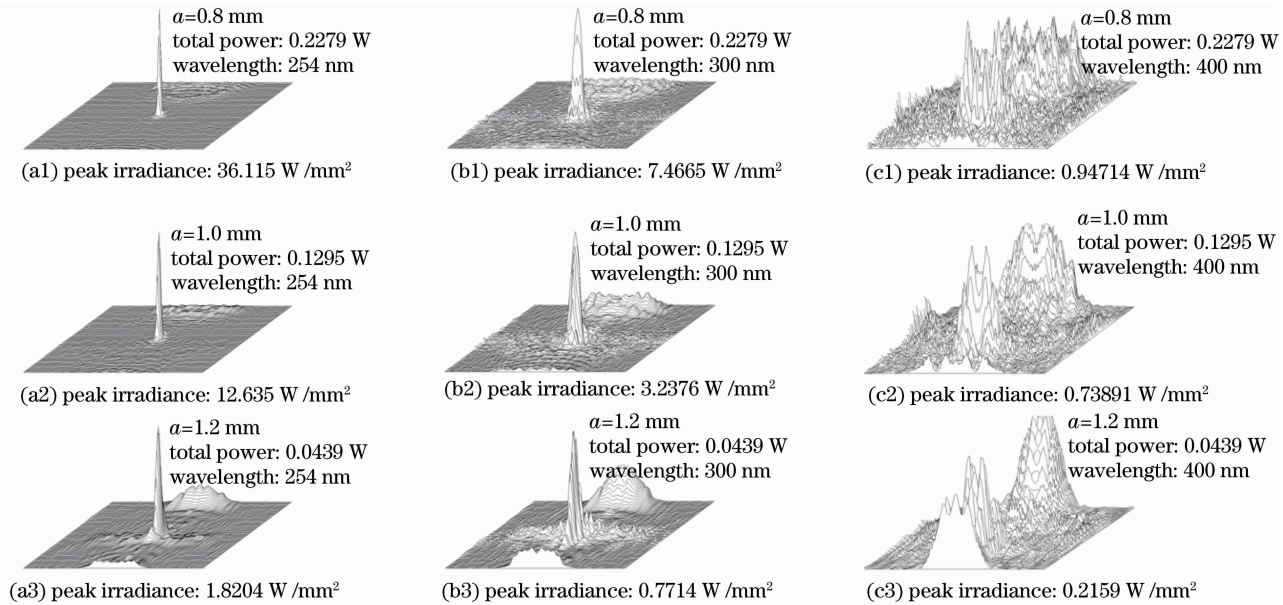 a=0.8 mm
total power: 0.2279 W
wavelength: 254 nm
(a1) peak irradiance: 36.115 W /mm²
a=0.8 mm
total power: 0.2279 W
wavelength: 300 nm
(b1) peak irradiance: 7.4665 W /mm²
a=0.8 mm
total power: 0.2279 W
wavelength: 400 nm
(c1) peak irradiance: 0.94714 W /mm²
a=1.0 mm
total power: 0.1295 W
wavelength: 254 nm
(a2) peak irradiance: 12.635 W /mm²
a=1.0 mm
total power: 0.1295 W
wavelength: 300 nm
(b2) peak irradiance: 3.2376 W /mm²
a=1.0 mm
total power: 0.1295 W
wavelength: 400 nm
(c2) peak irradiance: 0.73891 W /mm²
a=1.2 mm
total power: 0.0439 W
wavelength: 254 nm
(a3) peak irradiance: 1.8204 W /mm²
a=1.2 mm
total power: 0.0439 W
wavelength: 300 nm
(b3) peak irradiance: 0.7714 W /mm²
a=1.2 mm
total power: 0.0439 W
wavelength: 400 nm
(c3) peak irradiance: 0.2159 W /mm²